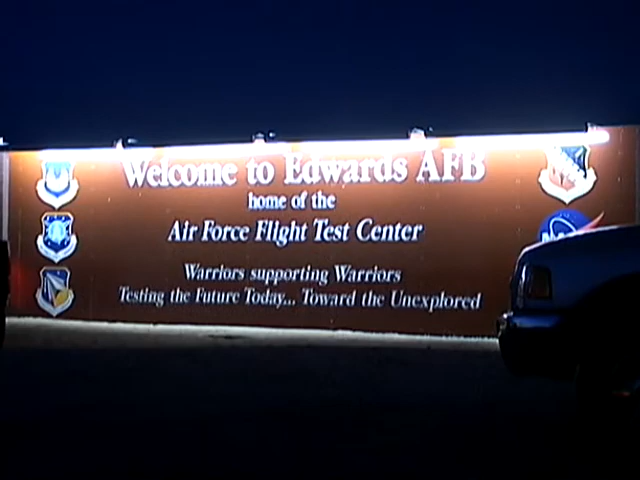 Welcome to Edwards AFB
home of the
Air Force Flight Test Center
Warriors supporting Warriors
Testing the Future Today... Toward the Unexplored